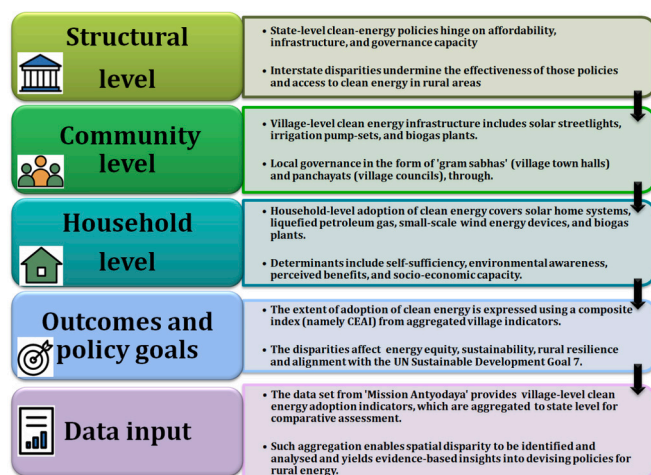 Structural
level
• State-level clean-energy policies hinge on affordability,
infrastructure, and governance capacity
• Interstate disparities undermine the effectiveness of those policies
and access to clean energy in rural areas
Community
level
• Village-level clean energy infrastructure includes solar streetlights,
irrigation pump-sets, and biogas plants.
• Local governance in the form of 'gram sabhas' (village town halls)
and panchayats (village councils), through.
Household
level
• Household-level adoption of clean energy covers solar home systems,
liquefied petroleum gas, small-scale wind energy devices, and biogas
plants.
• Determinants include self-sufficiency, environmental awareness,
perceived benefits, and socio-economic capacity.
Outcomes and
policy goals
• The extent of adoption of clean energy is expressed using a composite
index (namely CEAI) from aggregated village indicators.
• The disparities affect energy equity, sustainability, rural resilience
and alignment with the UN Sustainable Development Goal 7.
Data input
• The data set from 'Mission Antyodaya' provides village-level clean
energy adoption indicators, which are aggregated to state level for
comparative assessment.
• Such aggregation enables spatial disparity to be identified and
analysed and yields evidence-based insights into devising policies for
rural energy.